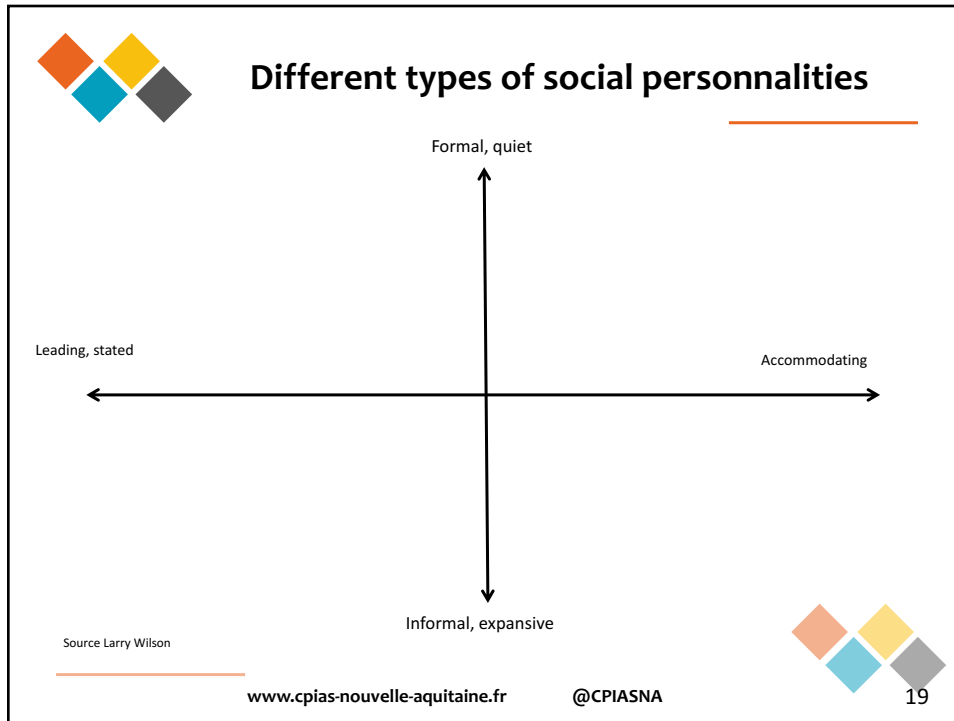 Different types of social personnalities
Formal, quiet
Leading, stated
Accommodating
Informal, expansive
Source Larry Wilson
www.cpias-nouvelle-aquitaine.fr @CPIASNA 19